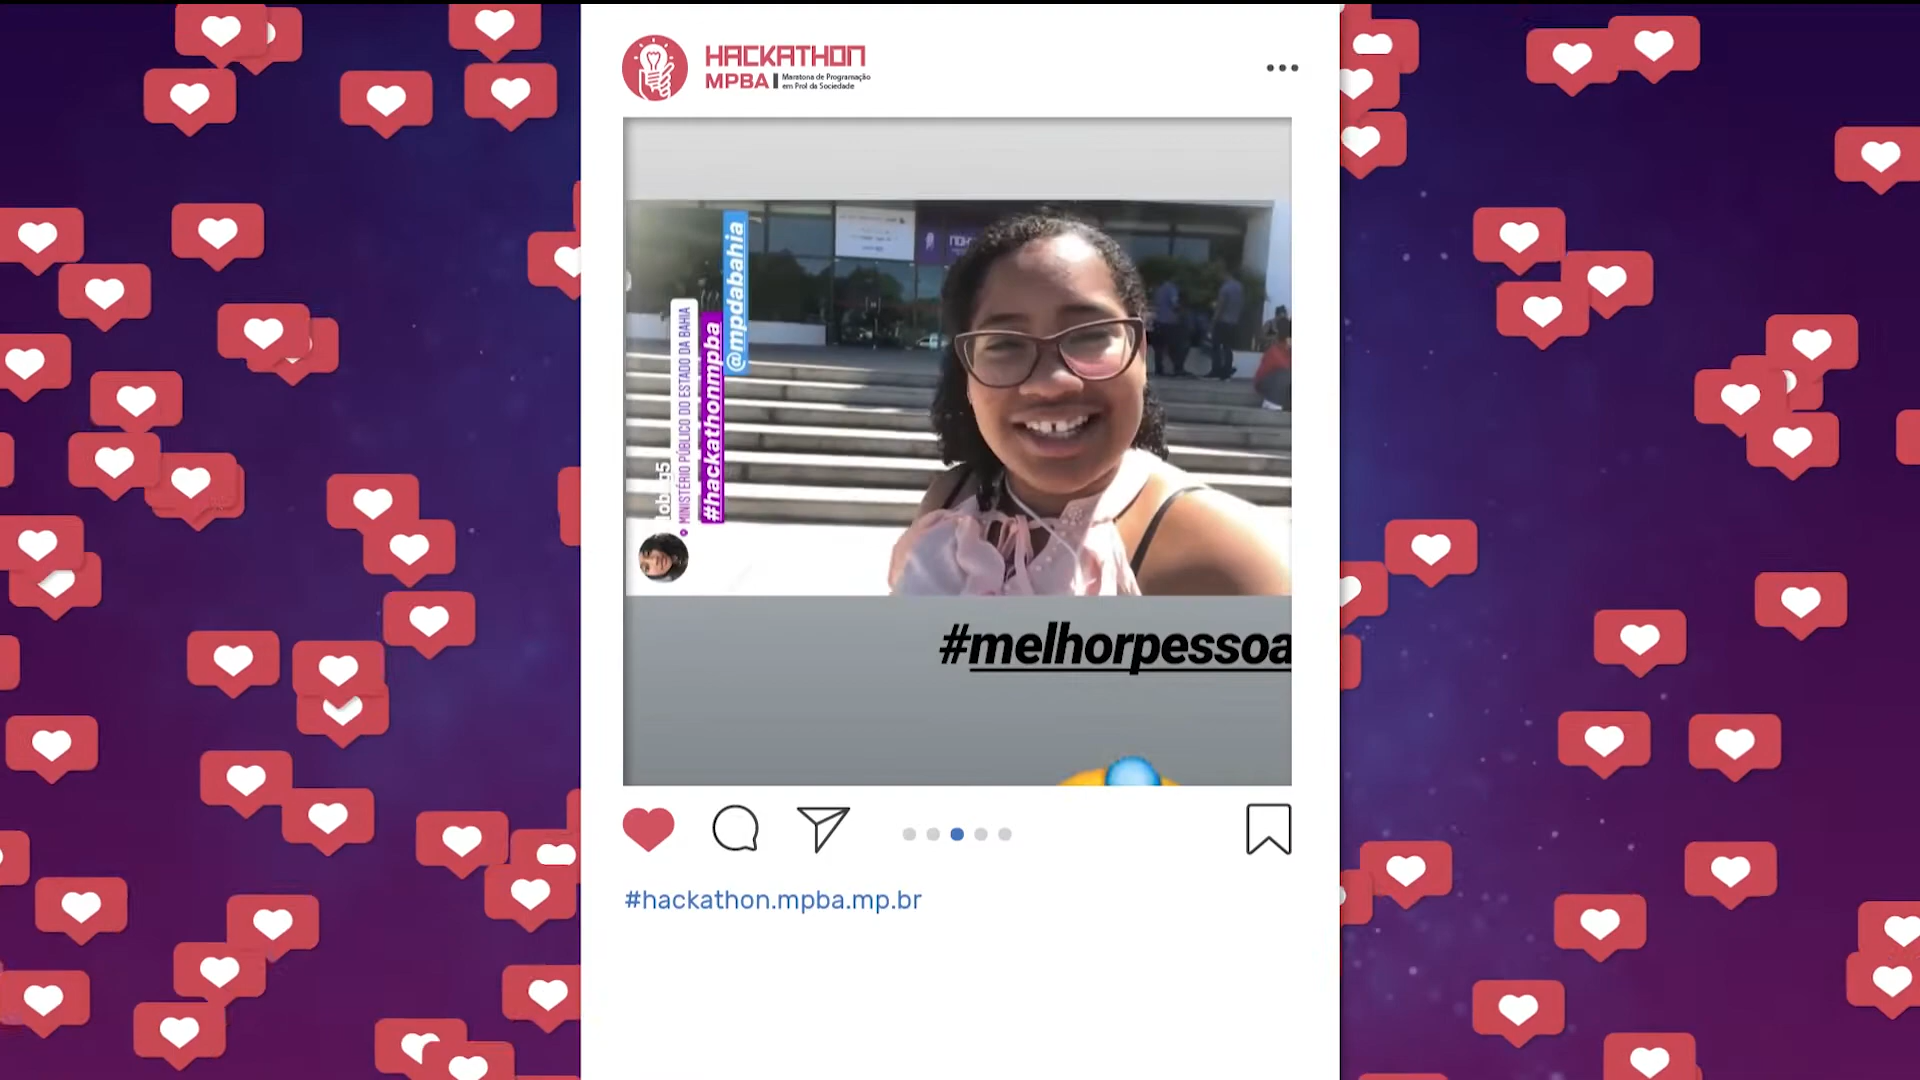 HACKATHON
MPBA
Maratona de Programação
em Prol da Sociedade
@mpdabahia
#hackathonmpba
MINISTÉRIO PÚBLICO DO ESTADO DA BAHIA
#melhorpessoa
#hackathon.mpba.mp.br